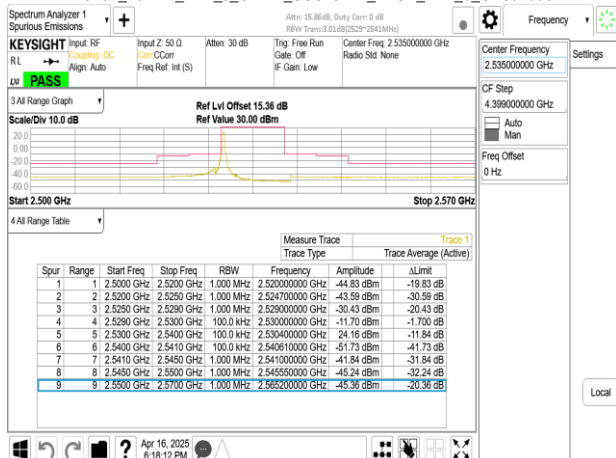 Spectrum Analyzer 1
Spurious Emissions
+
Attn: 15.36dB, Duty Corr: 0 dB
RBW Trans:3.01dB(2529~2541MHz)
Frequency
KEYSIGHT
Input: RF
Input Z: 50 Ω
Atten: 30 dB
Trig: Free Run
Center Freq: 2.535000000 GHz
RL
Coupling: DC
Corr CCorr
Gate: Off
Radio Std: None
Align: Auto
Freq Ref: Int (S)
IF Gain: Low
LXI
PASS
Center Frequency
2.535000000 GHz
Settings
CF Step
4.399000000 GHz
Auto
Man
Freq Offset
0 Hz
3 All Range Graph
Ref Lvl Offset 15.36 dB
Scale/Div 10.0 dB
Ref Value 30.00 dBm
20.0
0.00
-20.0
-40.0
-60.0
Start 2.500 GHz
Stop 2.570 GHz
4 All Range Table
Measure Trace Trace 1
Trace Type Trace Average (Active)
Spur Range Start Freq Stop Freq RBW Frequency Amplitude ΔLimit
1 1 2.5000 GHz 2.5200 GHz 1.000 MHz 2.520000000 GHz -44.83 dBm -19.83 dB
2 2 2.5200 GHz 2.5250 GHz 1.000 MHz 2.524700000 GHz -43.59 dBm -30.59 dB
3 3 2.5250 GHz 2.5290 GHz 1.000 MHz 2.529000000 GHz -30.43 dBm -20.43 dB
4 4 2.5290 GHz 2.5300 GHz 100.0 kHz 2.530000000 GHz -11.70 dBm -1.700 dB
5 5 2.5300 GHz 2.5400 GHz 100.0 kHz 2.530400000 GHz 24.16 dBm -11.84 dB
6 6 2.5400 GHz 2.5410 GHz 100.0 kHz 2.540610000 GHz -51.73 dBm -41.73 dB
7 7 2.5410 GHz 2.5450 GHz 1.000 MHz 2.541000000 GHz -41.84 dBm -31.84 dB
8 8 2.5450 GHz 2.5500 GHz 1.000 MHz 2.545550000 GHz -45.24 dBm -32.24 dB
9 9 2.5500 GHz 2.5700 GHz 1.000 MHz 2.565200000 GHz -45.36 dBm -20.36 dB
Local
?
Apr 16, 2025
6:18:12 PM